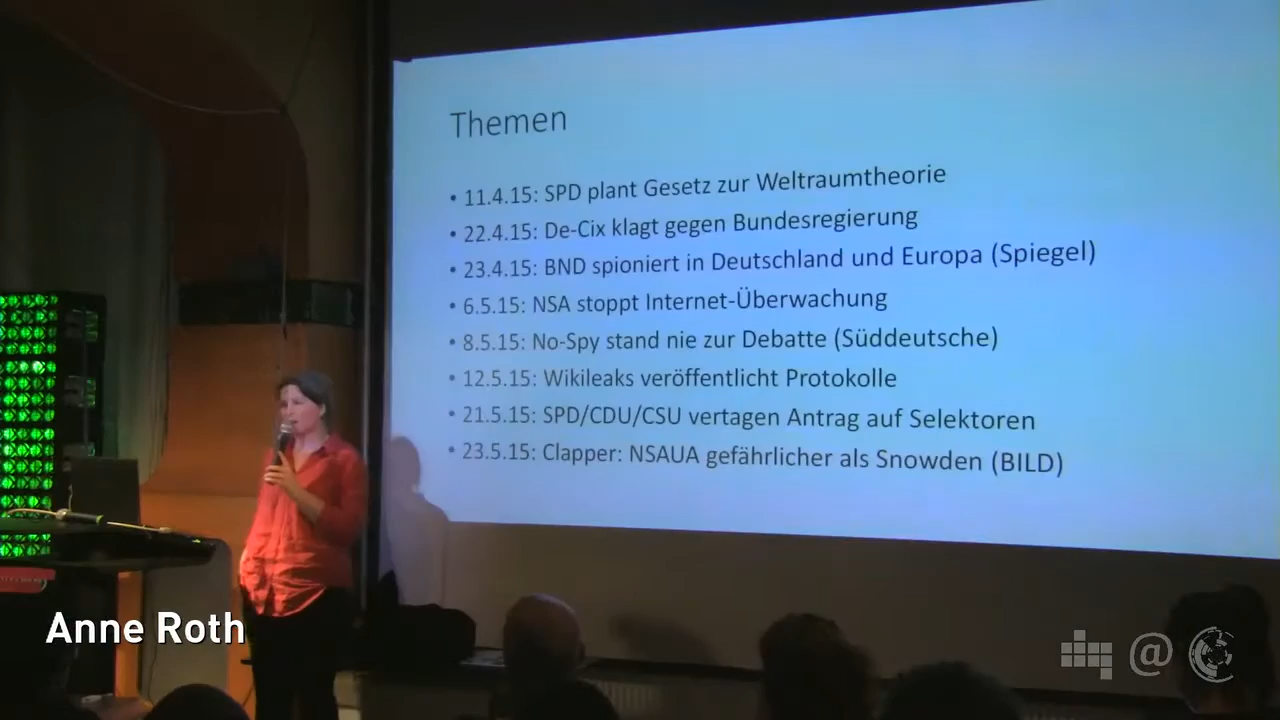 Themen
• 11.4.15: SPD plant Gesetz zur Weltraumtheorie
• 22.4.15: De-Cix klagt gegen Bundesregierung
• 23.4.15: BND spioniert in Deutschland und Europa (Spiegel)
• 6.5.15: NSA stoppt Internet-Überwachung
• 8.5.15: No-Spy stand nie zur Debatte (Süddeutsche)
• 12.5.15: Wikileaks veröffentlicht Protokolle
• 21.5.15: SPD/CDU/CSU vertagen Antrag auf Selektoren
• 23.5.15: Clapper: NSAUA gefährlicher als Snowden (BILD)
Anne Roth
@